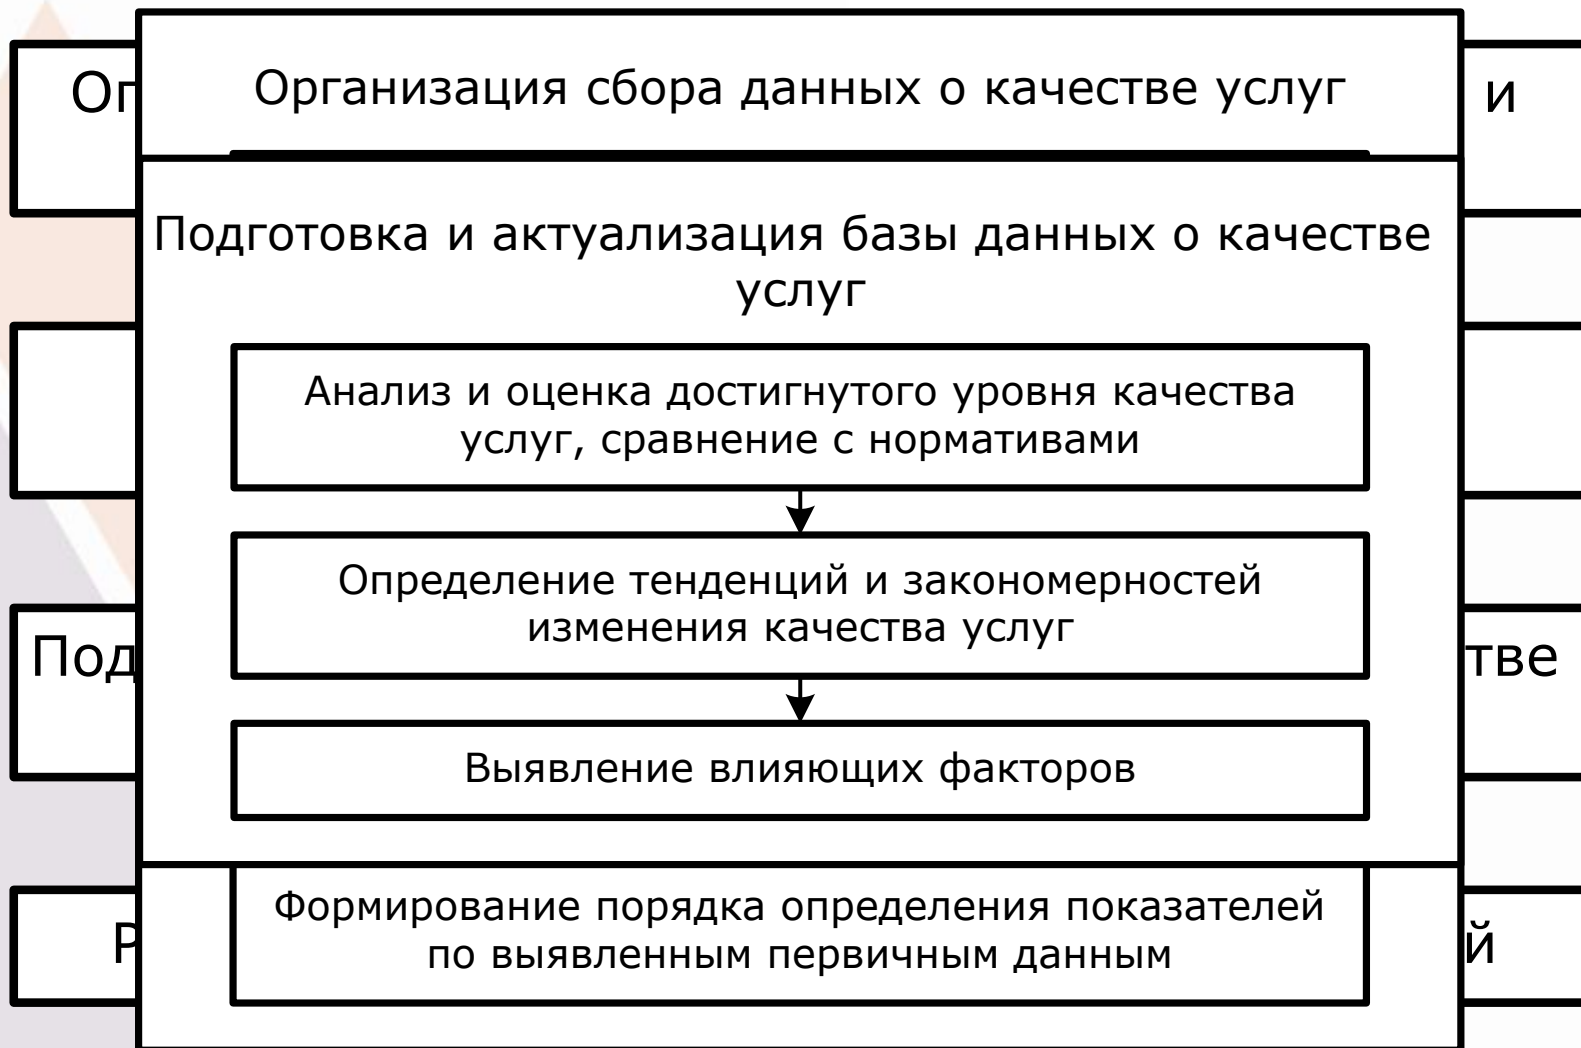 Организация сбора данных о качестве услуг
и
Подготовка и актуализация базы данных о качестве
услуг
Анализ и оценка достигнутого уровня качества
услуг, сравнение с нормативами
Определение тенденций и закономерностей
изменения качества услуг
Выявление влияющих факторов
Формирование порядка определения показателей
по выявленным первичным данным